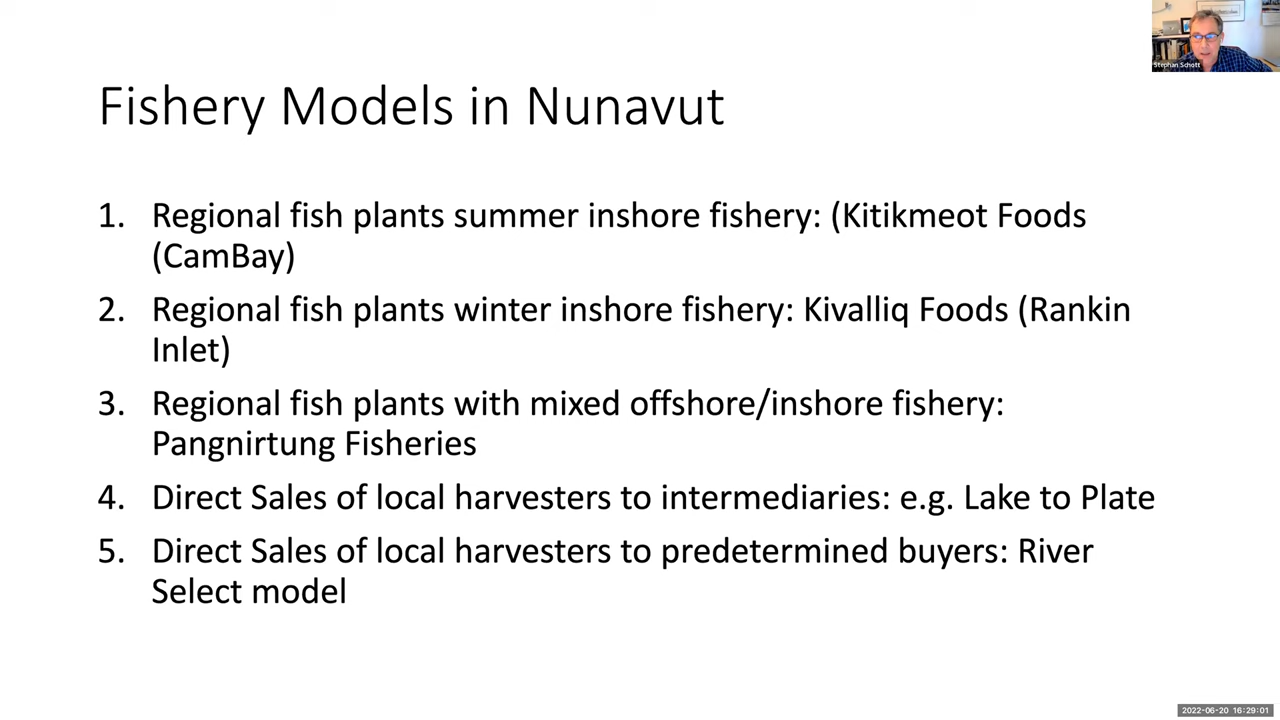 Stephan Schott
Fishery Models in Nunavut
1. Regional fish plants summer inshore fishery: (Kitikmeot Foods
(CamBay)
2. Regional fish plants winter inshore fishery: Kivalliq Foods (Rankin
Inlet)
3. Regional fish plants with mixed offshore/inshore fishery:
Pangnirtung Fisheries
4. Direct Sales of local harvesters to intermediaries: e.g. Lake to Plate
5. Direct Sales of local harvesters to predetermined buyers: River
Select model
2022-06-20 16:29:01